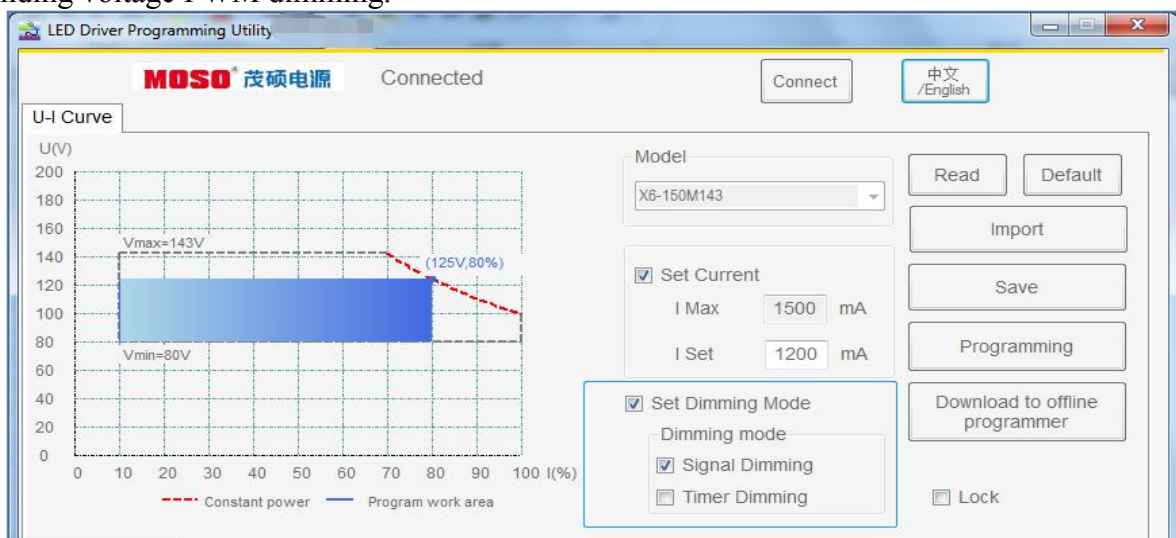 nding voltage PWM dimming.
LED Driver Programming Utility
MOSO® 茂硕电源
Connected
Connect
中文
/English
U-I Curve
U(V)
200
180
160
140
120
100
80
60
40
20
0
Vmax=143V
(125V,80%)
Vmin=80V
0 10 20 30 40 50 60 70 80 90 100 I(%)
Constant power
Program work area
Model
X6-150M143
Set Current
I Max 1500 mA
I Set 1200 mA
Set Dimming Mode
Dimming mode
Signal Dimming
Timer Dimming
Read
Default
Import
Save
Programming
Download to offline
programmer
Lock